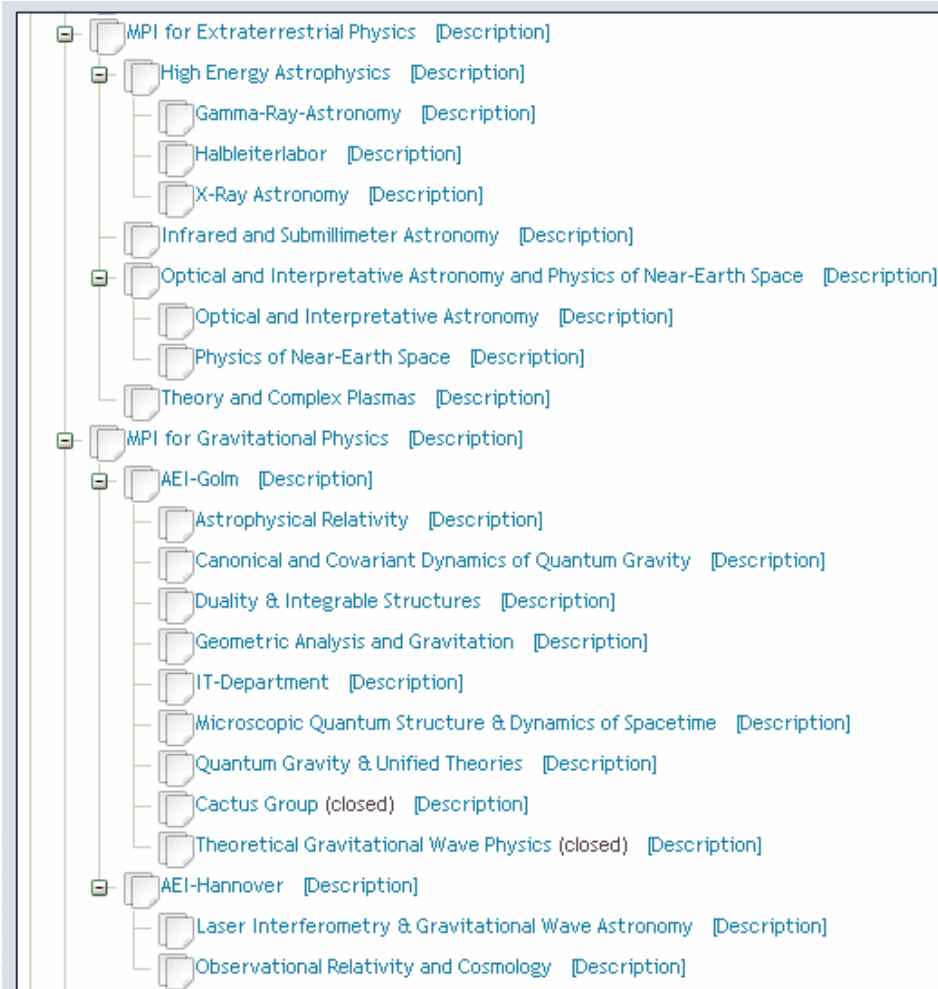 MPI for Extraterrestrial Physics [Description]
High Energy Astrophysics [Description]
Gamma-Ray-Astronomy [Description]
Halbleiterlabor [Description]
X-Ray Astronomy [Description]
Infrared and Submillimeter Astronomy [Description]
Optical and Interpretative Astronomy and Physics of Near-Earth Space [Description]
Optical and Interpretative Astronomy [Description]
Physics of Near-Earth Space [Description]
Theory and Complex Plasmas [Description]
MPI for Gravitational Physics [Description]
AEI-Golm [Description]
Astrophysical Relativity [Description]
Canonical and Covariant Dynamics of Quantum Gravity [Description]
Duality & Integrable Structures [Description]
Geometric Analysis and Gravitation [Description]
IT-Department [Description]
Microscopic Quantum Structure & Dynamics of Spacetime [Description]
Quantum Gravity & Unified Theories [Description]
Cactus Group (closed) [Description]
Theoretical Gravitational Wave Physics (closed) [Description]
AEI-Hannover [Description]
Laser Interferometry & Gravitational Wave Astronomy [Description]
Observational Relativity and Cosmology [Description]